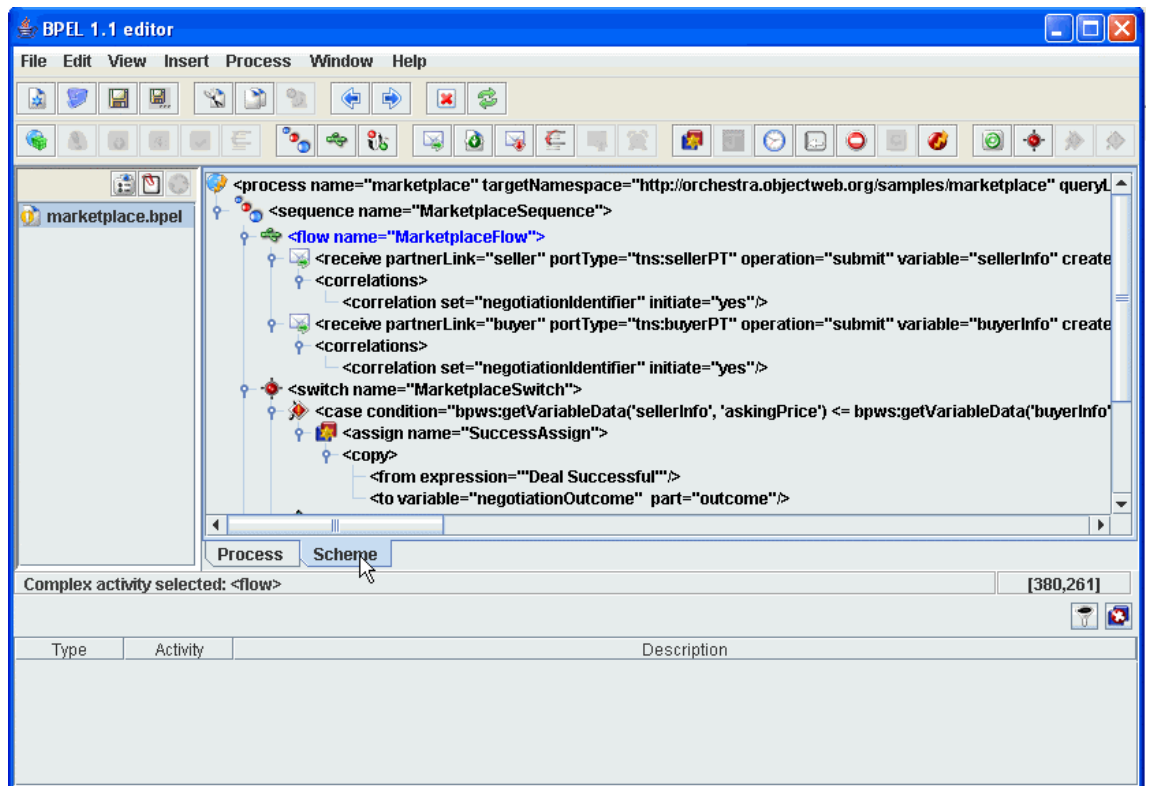 BPEL 1.1 editor
File Edit View Insert Process Window Help
marketplace.bpel
<process name="marketplace" targetNamespace="http://orchestra.objectweb.org/samples/marketplace" queryL
<sequence name="MarketplaceSequence">
<flow name="MarketplaceFlow">
<receive partnerLink="seller" portType="tns:sellerPT" operation="submit" variable="sellerInfo" create
<correlations>
<correlation set="negotiationIdentifier" initiate="yes"/>
<receive partnerLink="buyer" portType="tns:buyerPT" operation="submit" variable="buyerInfo" create
<correlations>
<correlation set="negotiationIdentifier" initiate="yes"/>
<switch name="MarketplaceSwitch">
<case condition="bpws:getVariableData('sellerInfo', 'askingPrice') <= bpws:getVariableData('buyerInfo'
<assign name="SuccessAssign">
<copy>
<from expression="'Deal Successful'"/>
<to variable="negotiationOutcome"  part="outcome"/>
Process Scheme
Complex activity selected: <flow> [380,261]
Type Activity Description